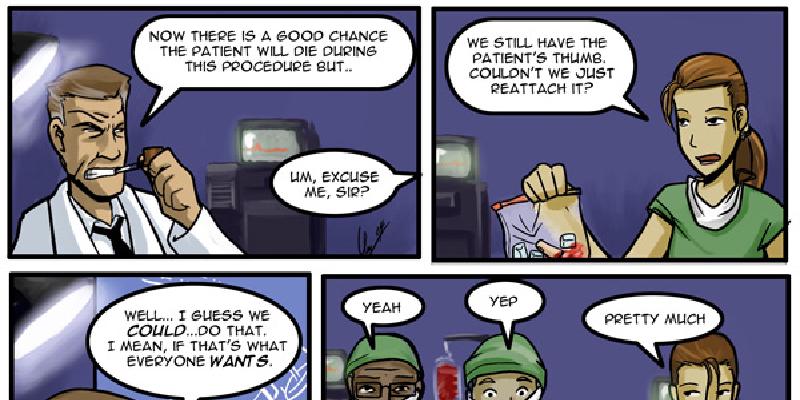 NOW THERE IS A GOOD CHANCE
THE PATIENT WILL DIE DURING
THIS PROCEDURE BUT..
UM, EXCUSE
ME, SIR?
WE STILL HAVE THE
PATIENT'S THUMB.
COULDN'T WE JUST
REATTACH IT?
WELL... I GUESS WE
COULD...DO THAT.
I MEAN, IF THAT'S WHAT
EVERYONE WANTS.
YEAH
YEP
PRETTY MUCH